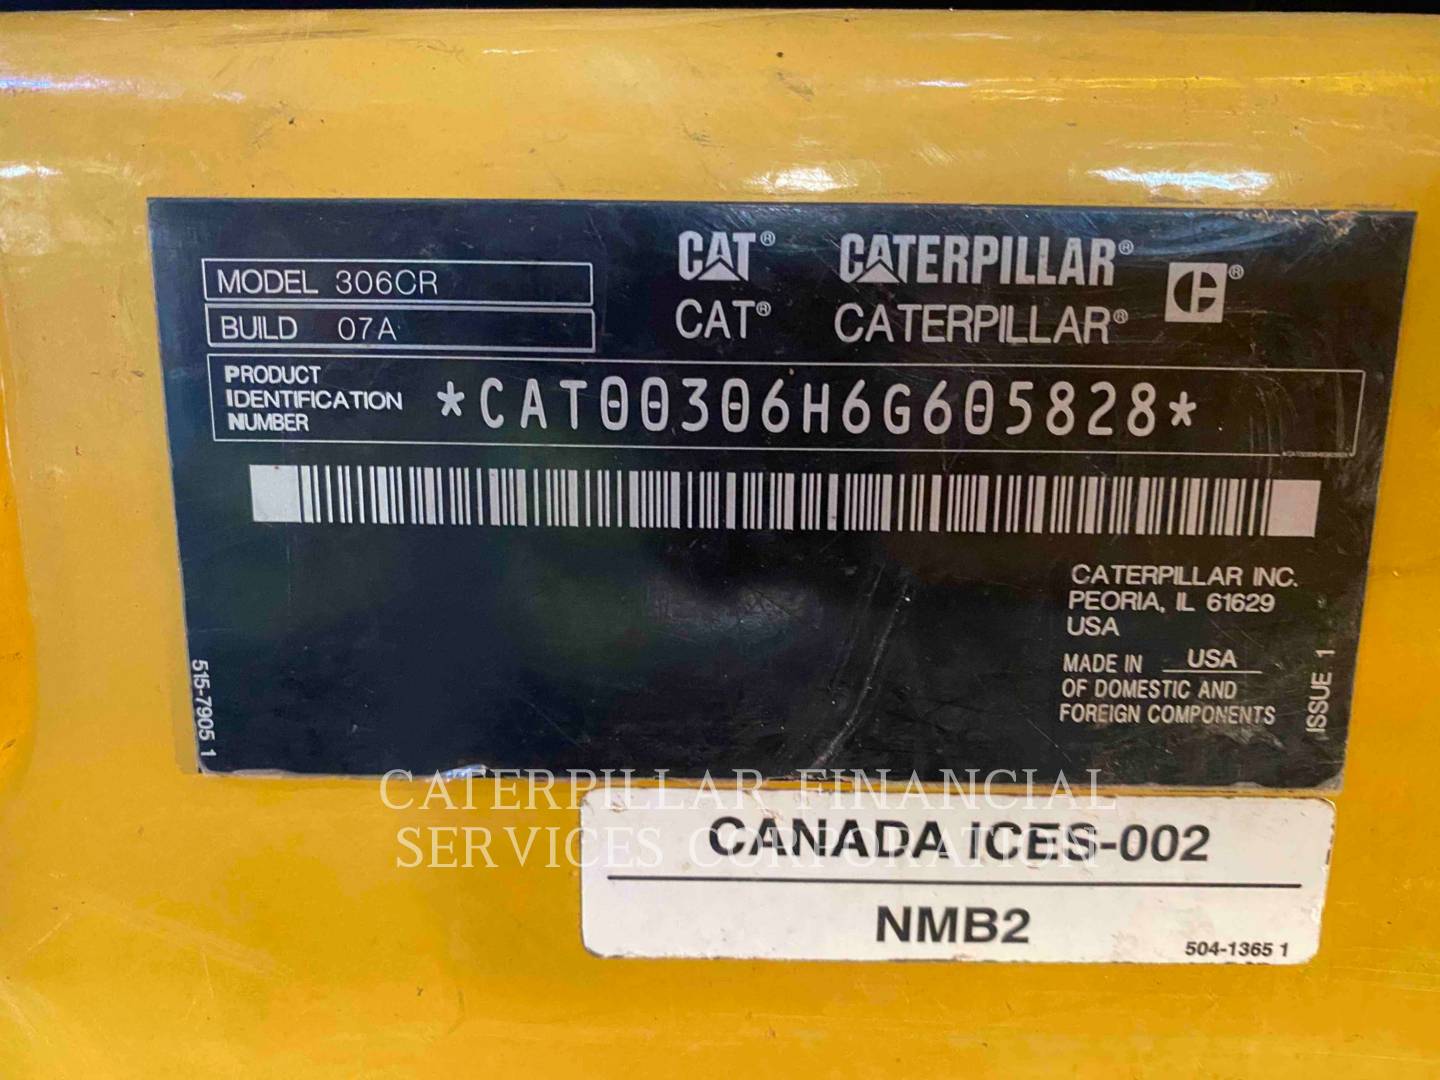 CAT® CATERPILLAR® ®
MODEL 306CR
CAT® CATERPILLAR®
BUILD 07A
PRODUCT
IDENTIFICATION
NUMBER
*CAT00306H6G605828*
CATERPILLAR INC.
PEORIA, IL 61629
USA
MADE IN USA
OF DOMESTIC AND
FOREIGN COMPONENTS
515-7905 1
ISSUE 1
CATERPILLAR FINANCIAL
SERVICES CORPORATION
CANADA ICES-002
NMB2
504-1365 1